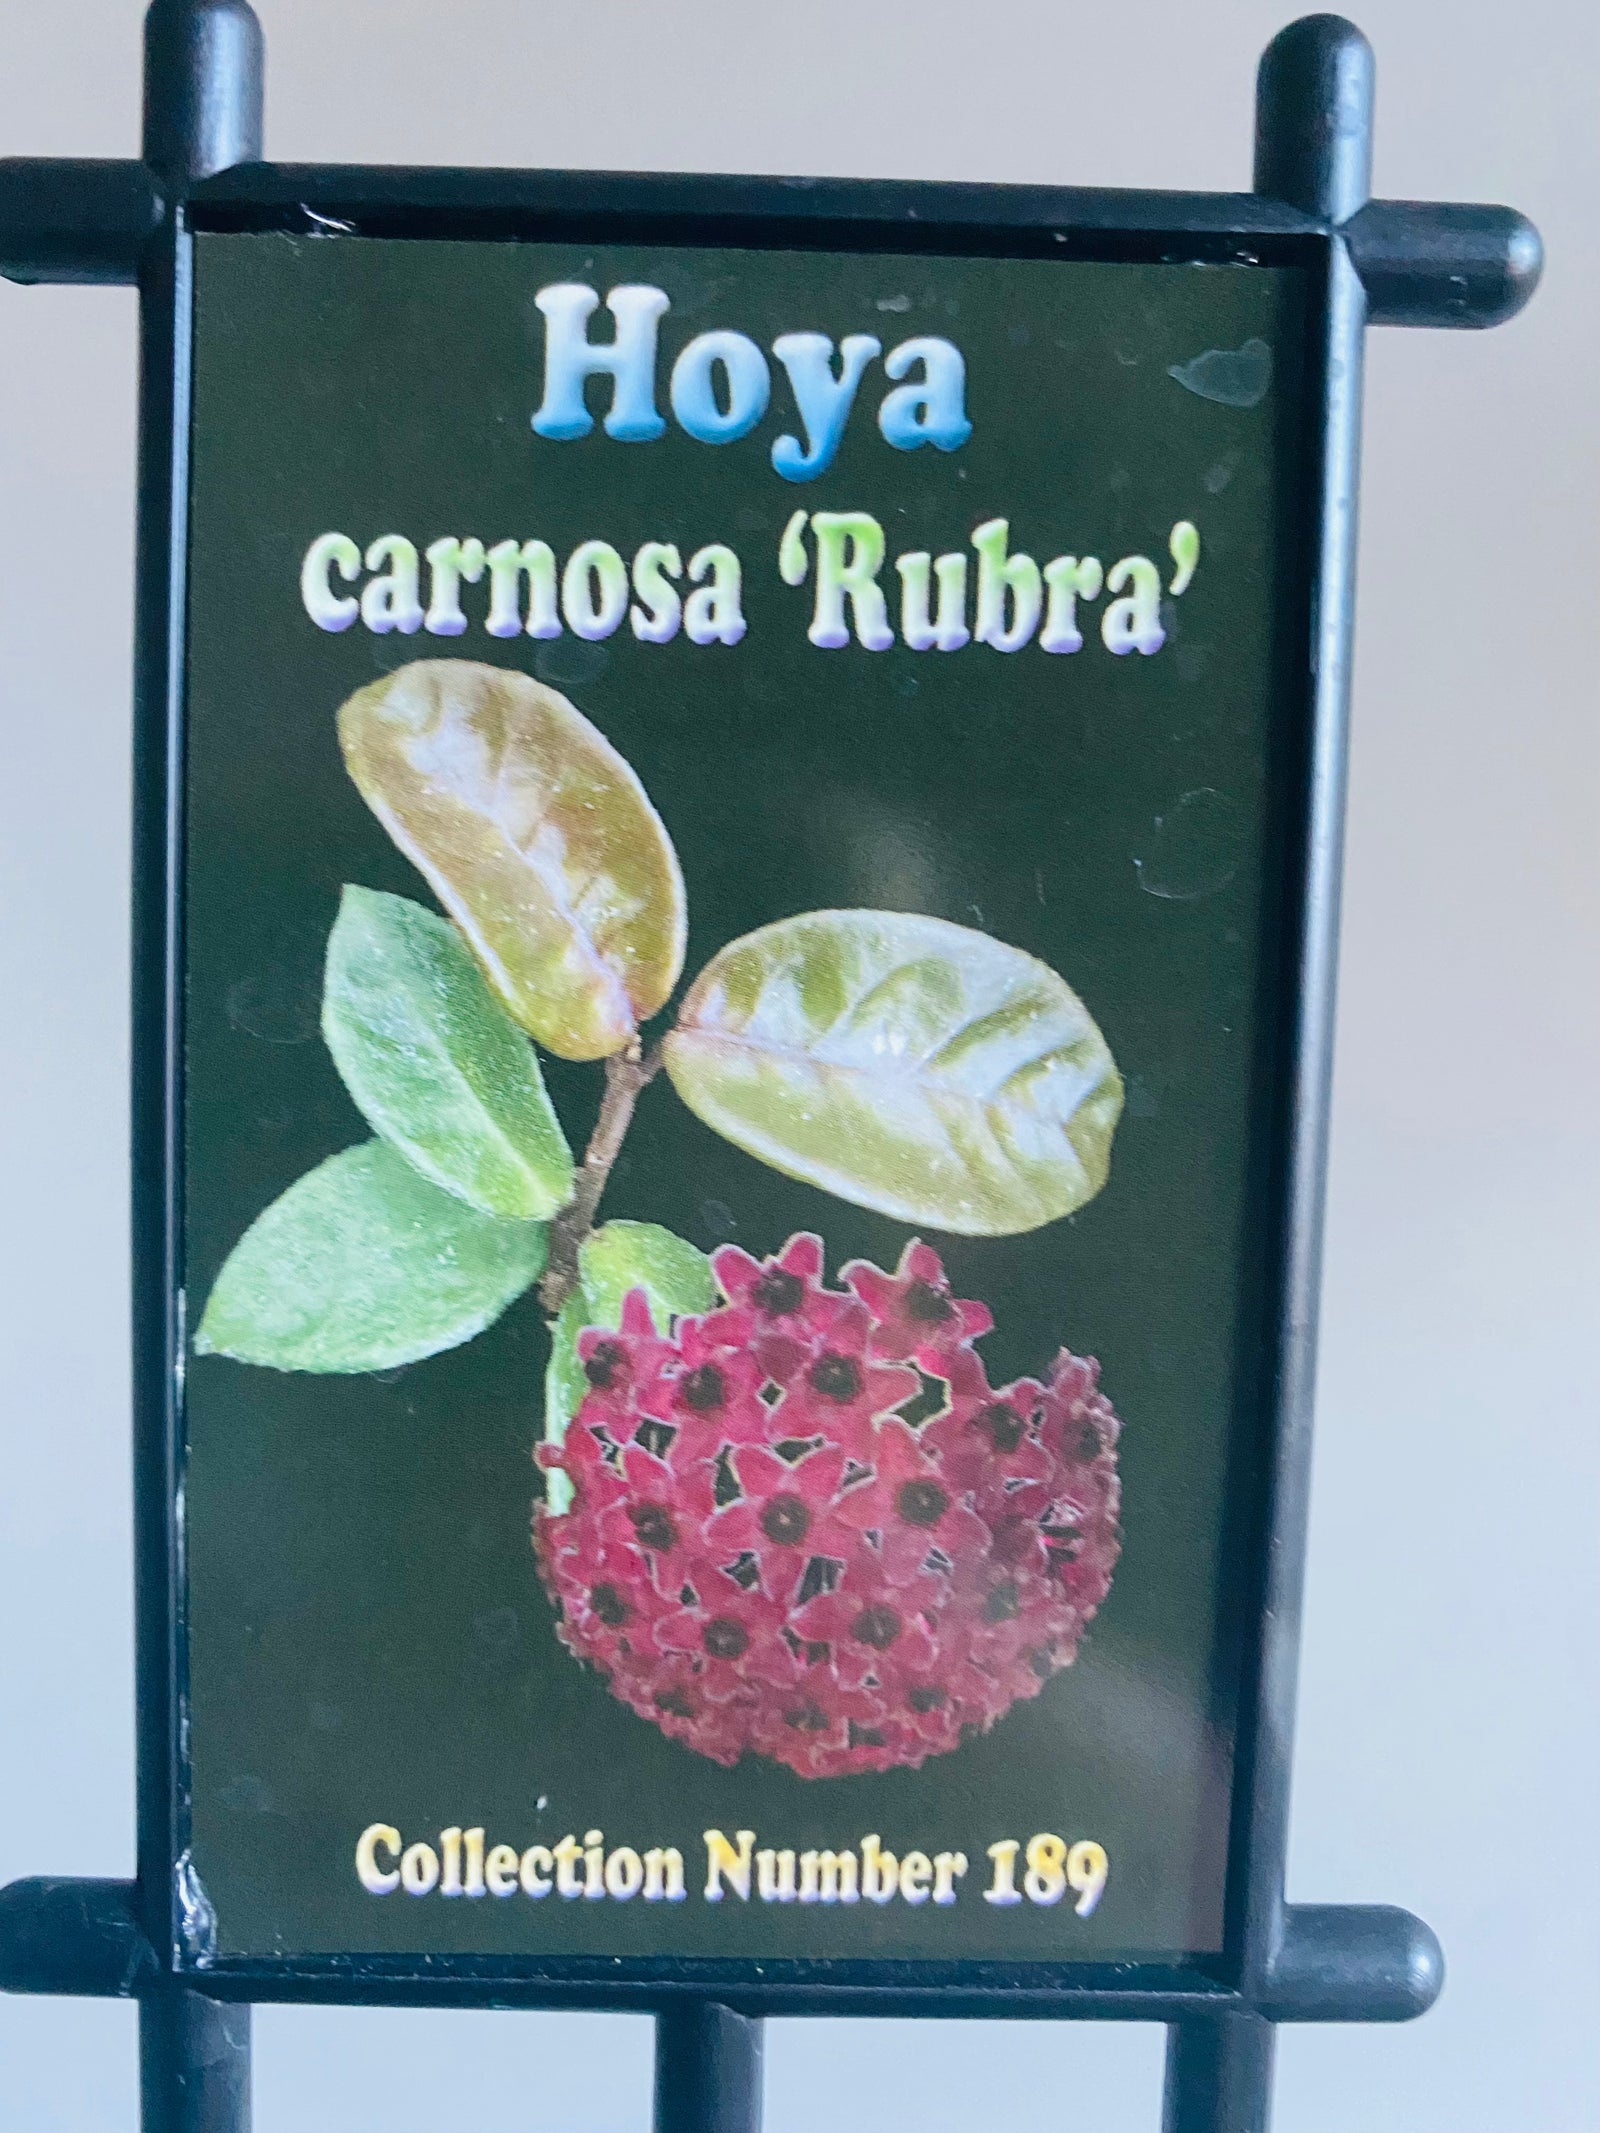 Hoya
carnosa ‘Rubra’
Collection Number 189